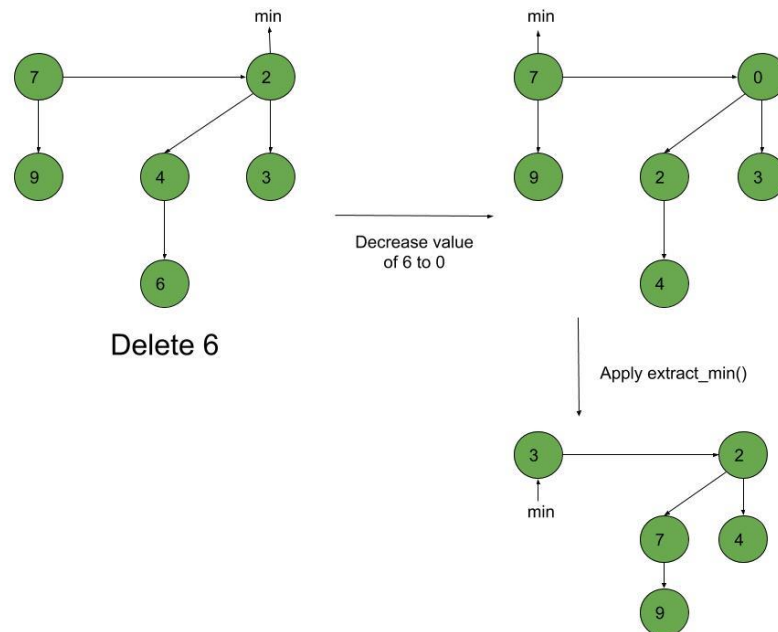 min
min
7
2
7
0
9
4
3
9
2
3
Decrease value
of 6 to 0
6
4
Delete 6
Apply extract_min()
3
2
min
7
4
9